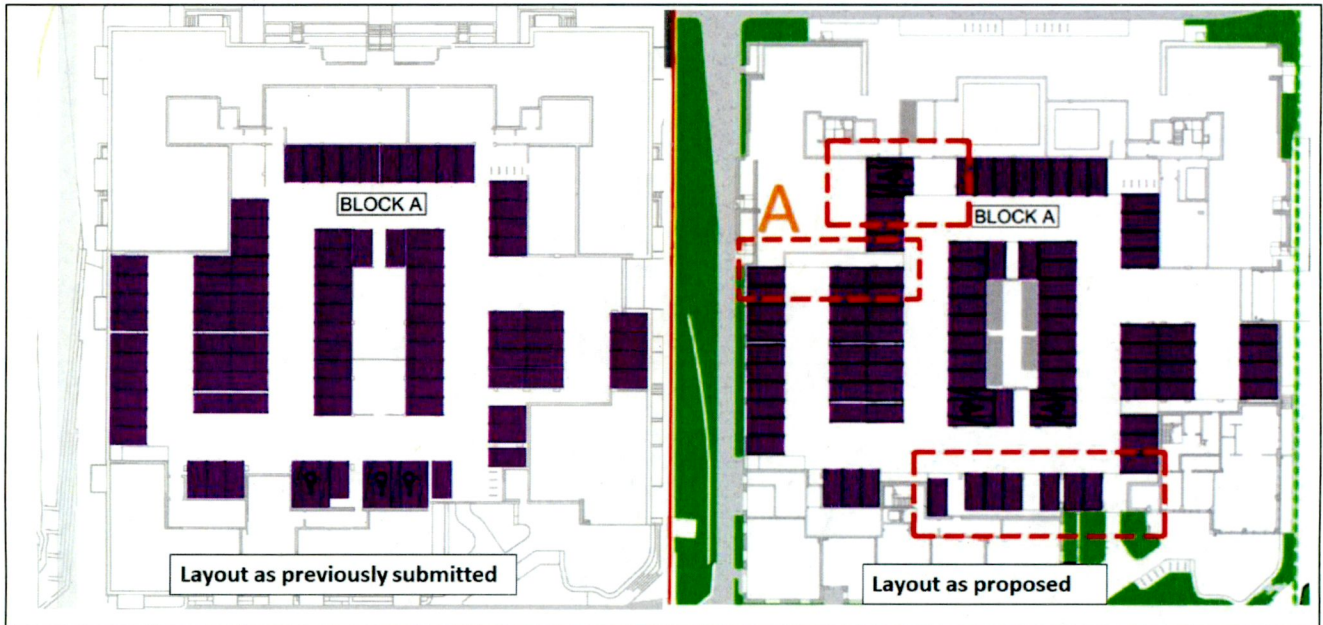 BLOCK A
Layout as previously submitted
A
BLOCK A
Layout as proposed